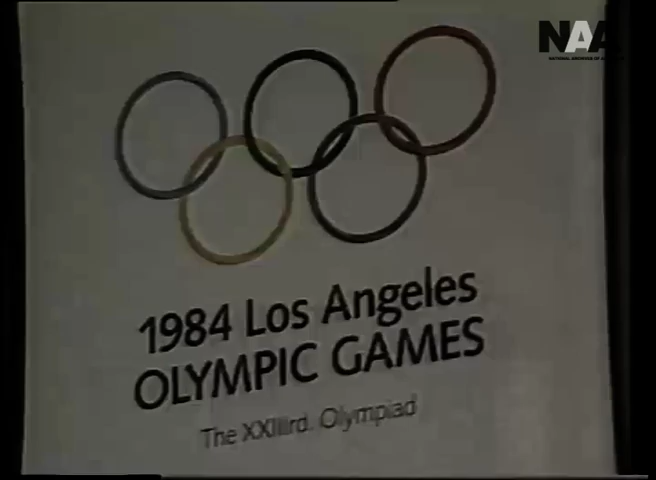 NAA
1984 Los Angeles
OLYMPIC GAMES
The XXIIIrd. Olympiad